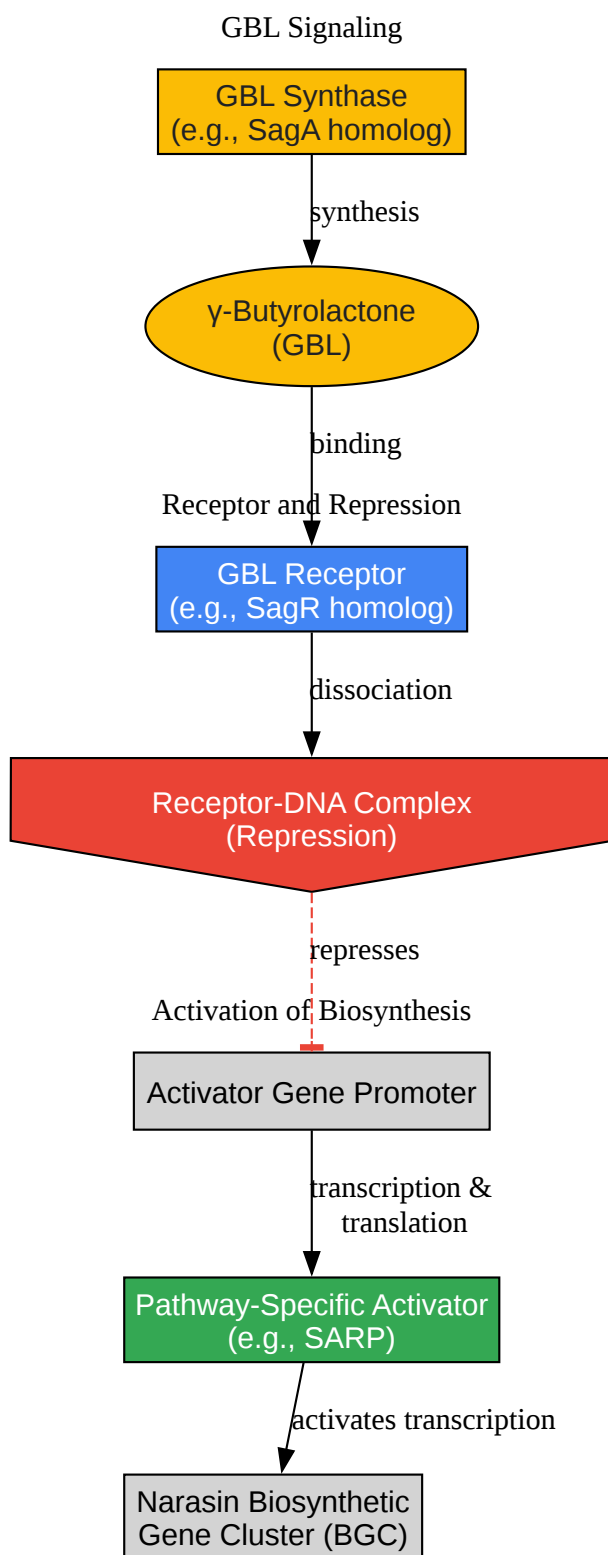 GBL Signaling
GBL Synthase
(e.g., SagA homolog)
synthesis
γ-Butyrolactone
(GBL)
binding
Receptor and Repression
GBL Receptor
(e.g., SagR homolog)
dissociation
Receptor-DNA Complex
(Repression)
represses
Activation of Biosynthesis
Activator Gene Promoter
transcription &
translation
Pathway-Specific Activator
(e.g., SARP)
activates transcription
Narasin Biosynthetic
Gene Cluster (BGC)